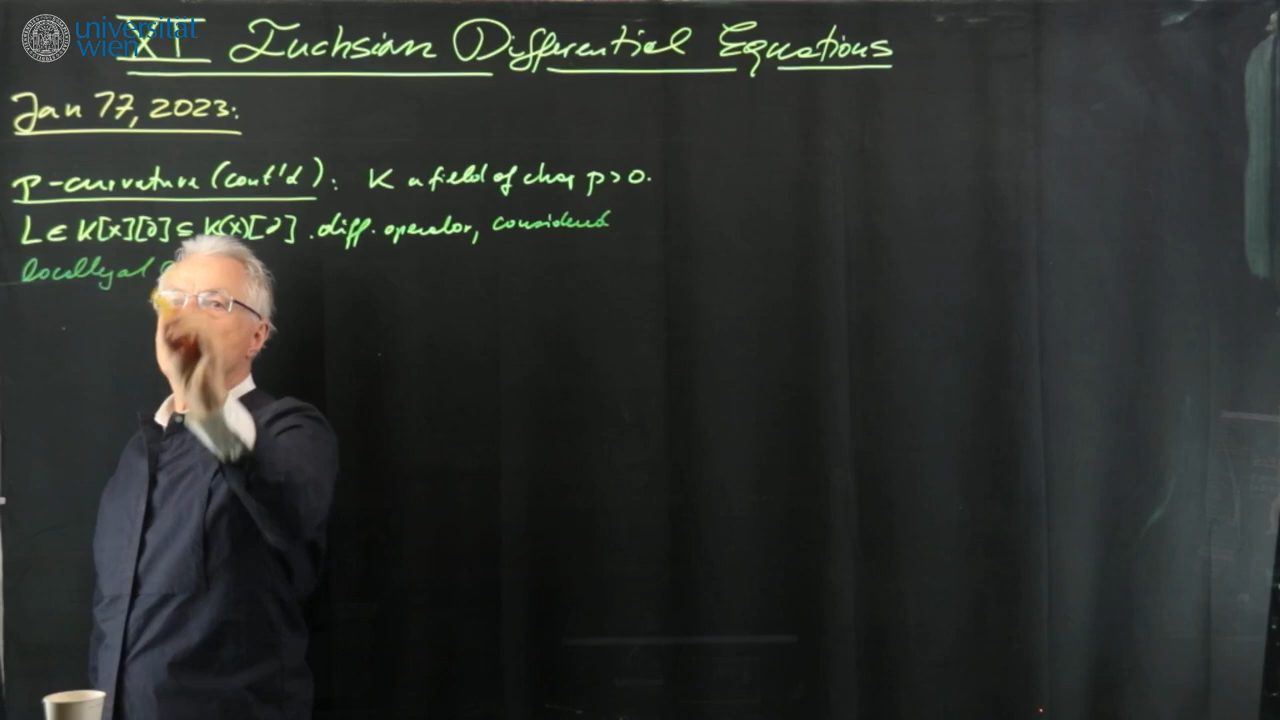 universität
wien
XI Fuchsian Differential Equations
Jan 17, 2023:
p-curvature (cont'd): K a field of char p>0.
L ∈ K[x][∂] ⊆ K(x)[∂]. diff. operator, considered
locally at